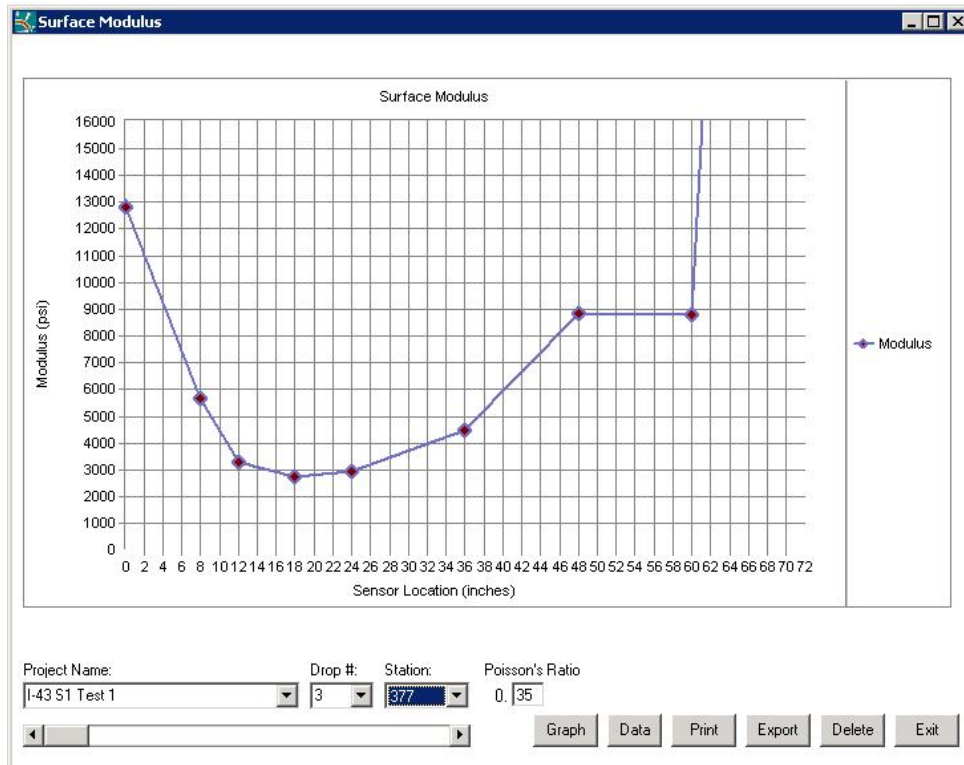 Surface Modulus
Surface Modulus
16000
15000
14000
13000
12000
11000
10000
9000
8000
7000
6000
5000
4000
3000
2000
1000
0
Modulus (psi)
0 2 4 6 8 10 12 14 16 18 20 22 24 26 28 30 32 34 36 38 40 42 44 46 48 50 52 54 56 58 60 62 64 66 68 70 72
Sensor Location (inches)
Modulus
Project Name: Drop #: Station: Poisson's Ratio
I-43 S1 Test 1 3 377 0. 35
Graph Data Print Export Delete Exit